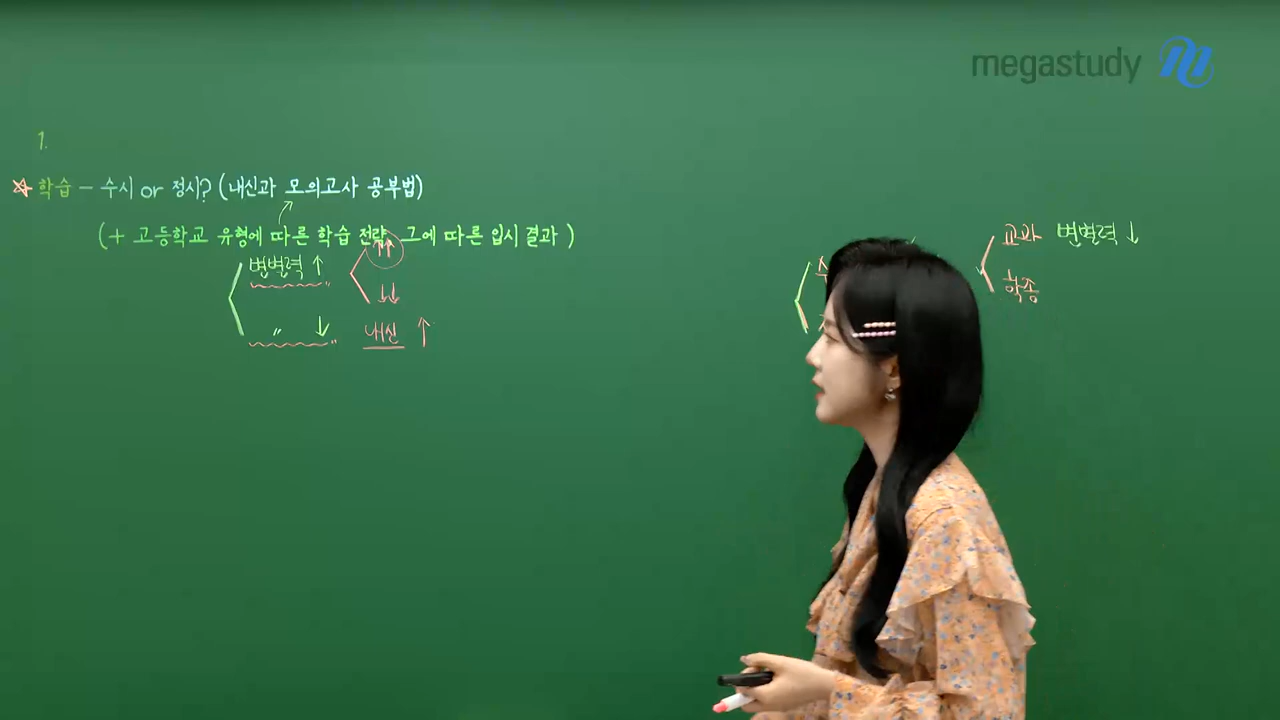 megastudy
1.
☆ 학습 - 수시 or 정시? (내신과 모의고사 공부법)
(+ 고등학교 유형에 따른 학습 전략, 그에 따른 입시 결과)
변별력 ↑ ↑↑
↓↓
〃 ↓ 내신 ↑
교과 변별력 ↓
학종